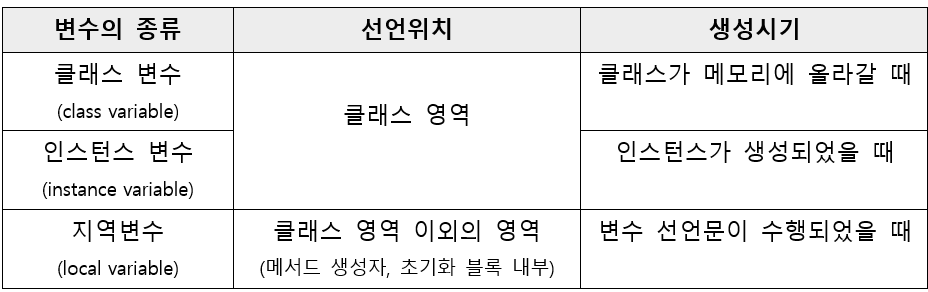 변수의 종류 선언위치 생성시기
클래스 변수
(class variable)
클래스 영역
클래스가 메모리에 올라갈 때
인스턴스 변수
(instance variable)
인스턴스가 생성되었을 때
지역변수
(local variable)
클래스 영역 이외의 영역
(메서드 생성자, 초기화 블록 내부)
변수 선언문이 수행되었을 때